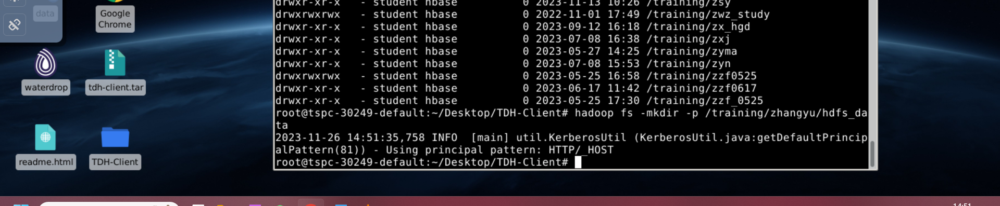 data
Google
Chrome
waterdrop
tdh-client.tar
readme.html
TDH-Client
drwxr-xr-x   - student hbase          0 2023-11-13 10:26 /training/zsy
drwxrwxrwx   - student hbase          0 2022-11-01 17:49 /training/zwz_study
drwxr-xr-x   - student hbase          0 2023-09-12 16:18 /training/zx_hgd
drwxr-xr-x   - student hbase          0 2023-07-08 16:38 /training/zxj
drwxr-xr-x   - student hbase          0 2023-05-27 14:25 /training/zyma
drwxr-xr-x   - student hbase          0 2023-07-08 15:53 /training/zyn
drwxrwxrwx   - student hbase          0 2023-05-25 16:58 /training/zzf0525
drwxr-xr-x   - student hbase          0 2023-06-17 11:42 /training/zzf0617
drwxr-xr-x   - student hbase          0 2023-05-25 17:30 /training/zzf_0525
root@tspc-30249-default:~/Desktop/TDH-Client# hadoop fs -mkdir -p /training/zhangyu/hdfs_da
ta
2023-11-26 14:51:35,758 INFO  [main] util.KerberosUtil (KerberosUtil.java:getDefaultPrincip
alPattern(81)) - Using principal pattern: HTTP/_HOST
root@tspc-30249-default:~/Desktop/TDH-Client#
14:51